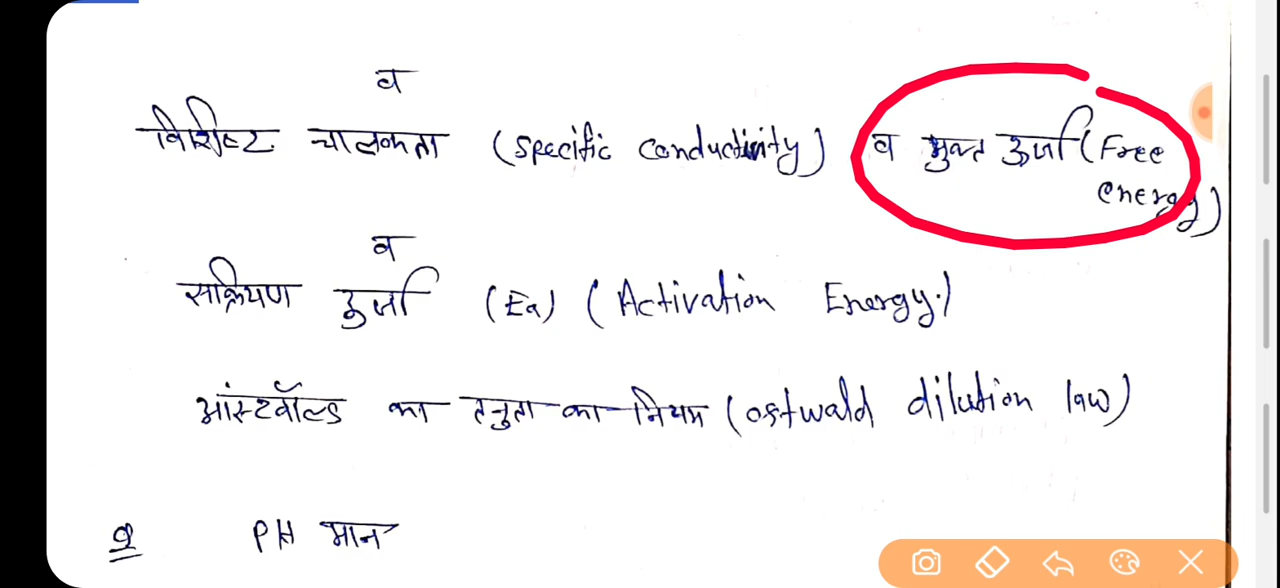 व
विशिष्ट चालकता (specific conductivity) व मुक्त ऊर्जा (Free
energy)
व
सक्रियण ऊर्जा (Ea) (Activation Energy.)
ऑस्टवॉल्ड का तनुता का नियम (ostwald dilution law)
Q PH मान